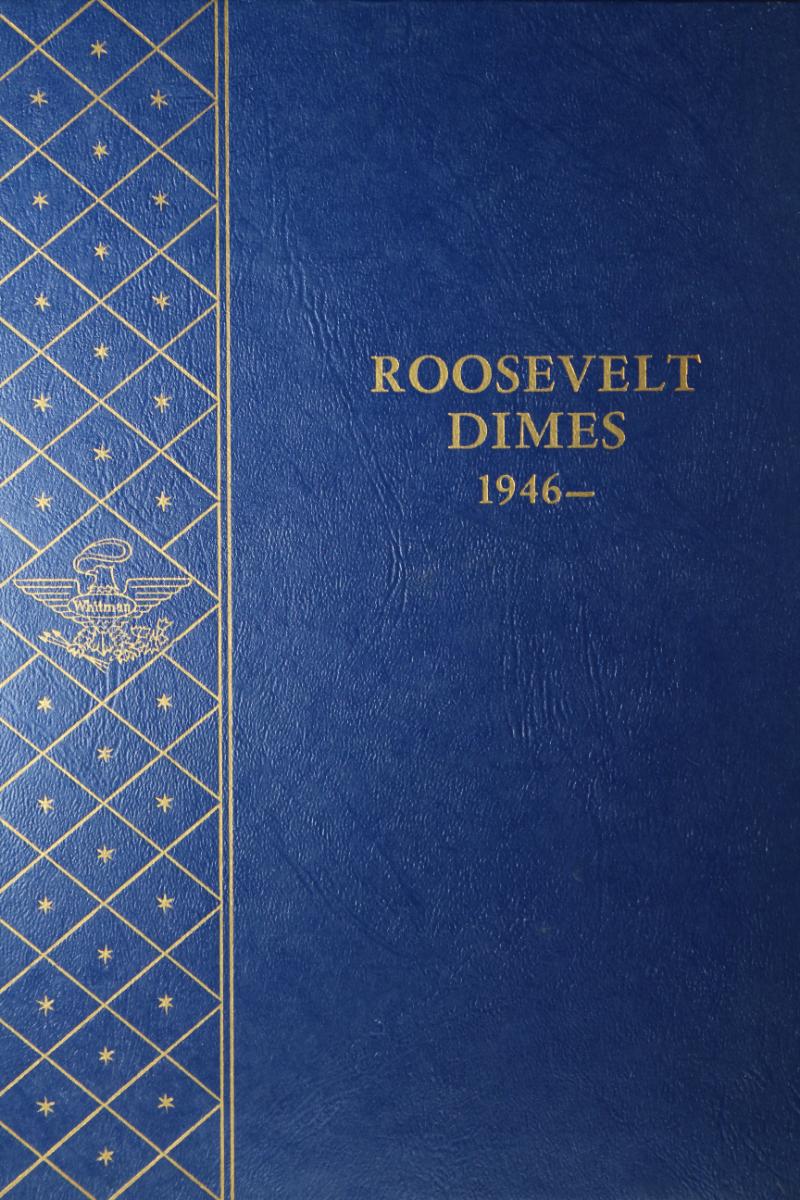 ROOSEVELT
DIMES
1946–
Whitman